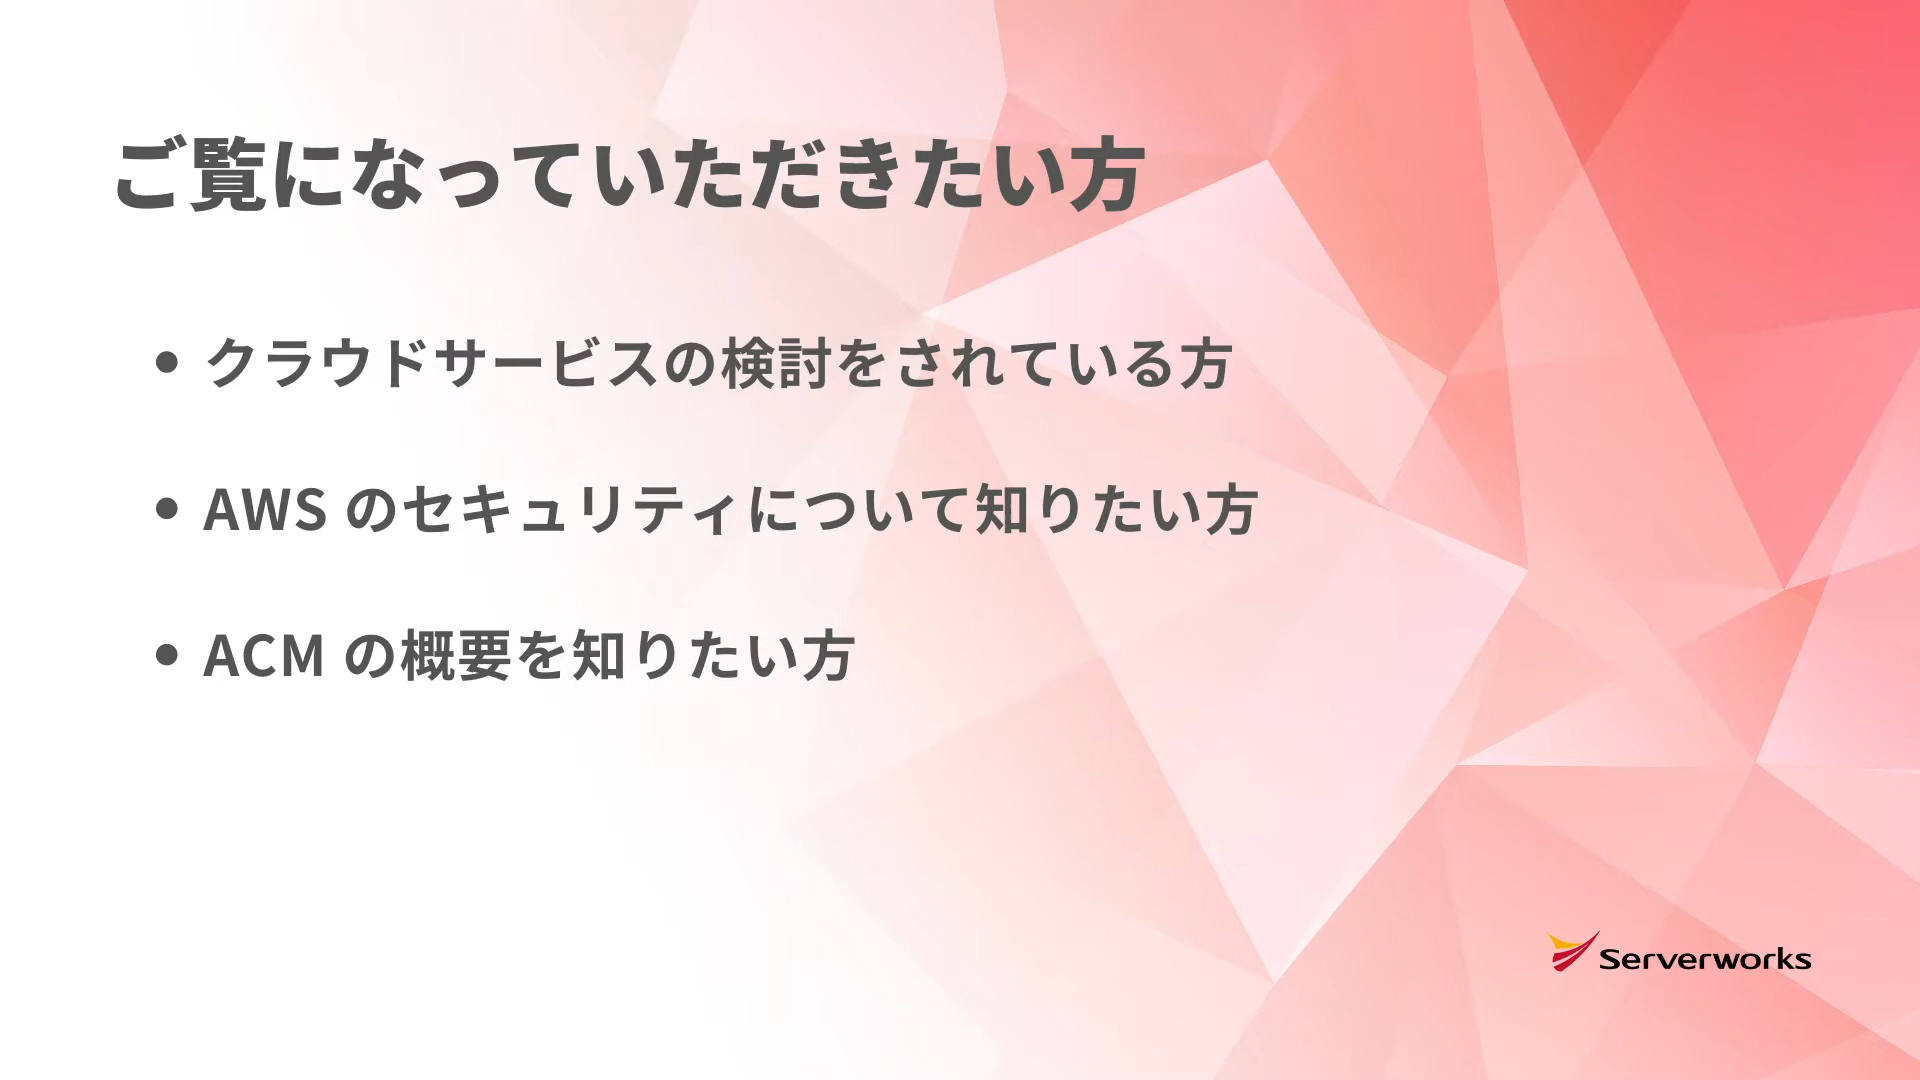 ご覧になっていただきたい方
• クラウドサービスの検討をされている方
• AWS のセキュリティについて知りたい方
• ACM の概要を知りたい方
Serverworks